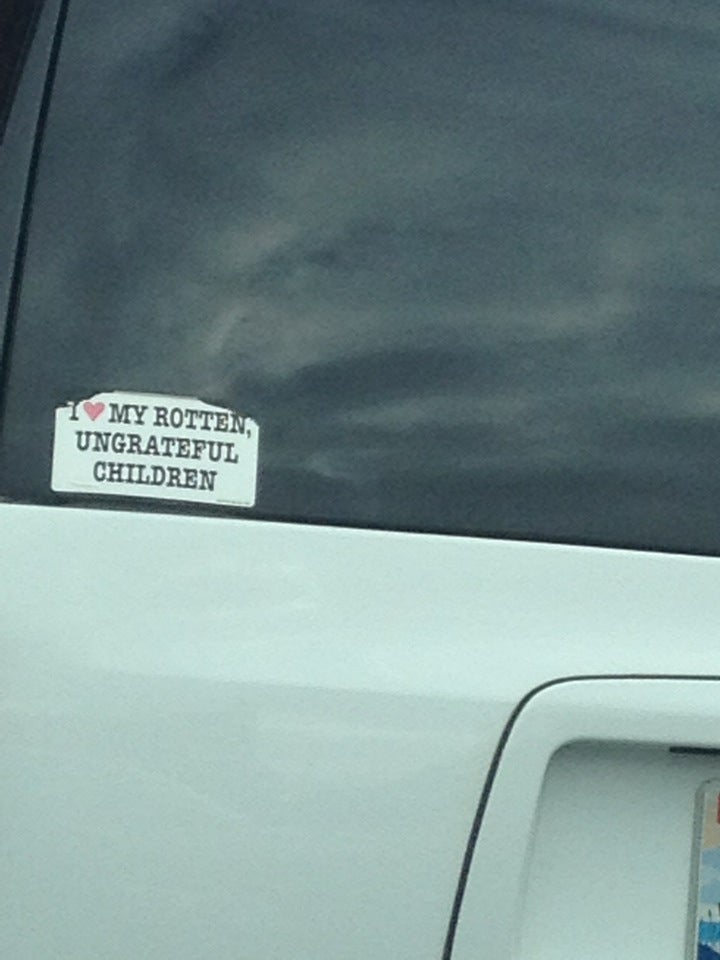 I ❤ MY ROTTEN,
UNGRATEFUL
CHILDREN